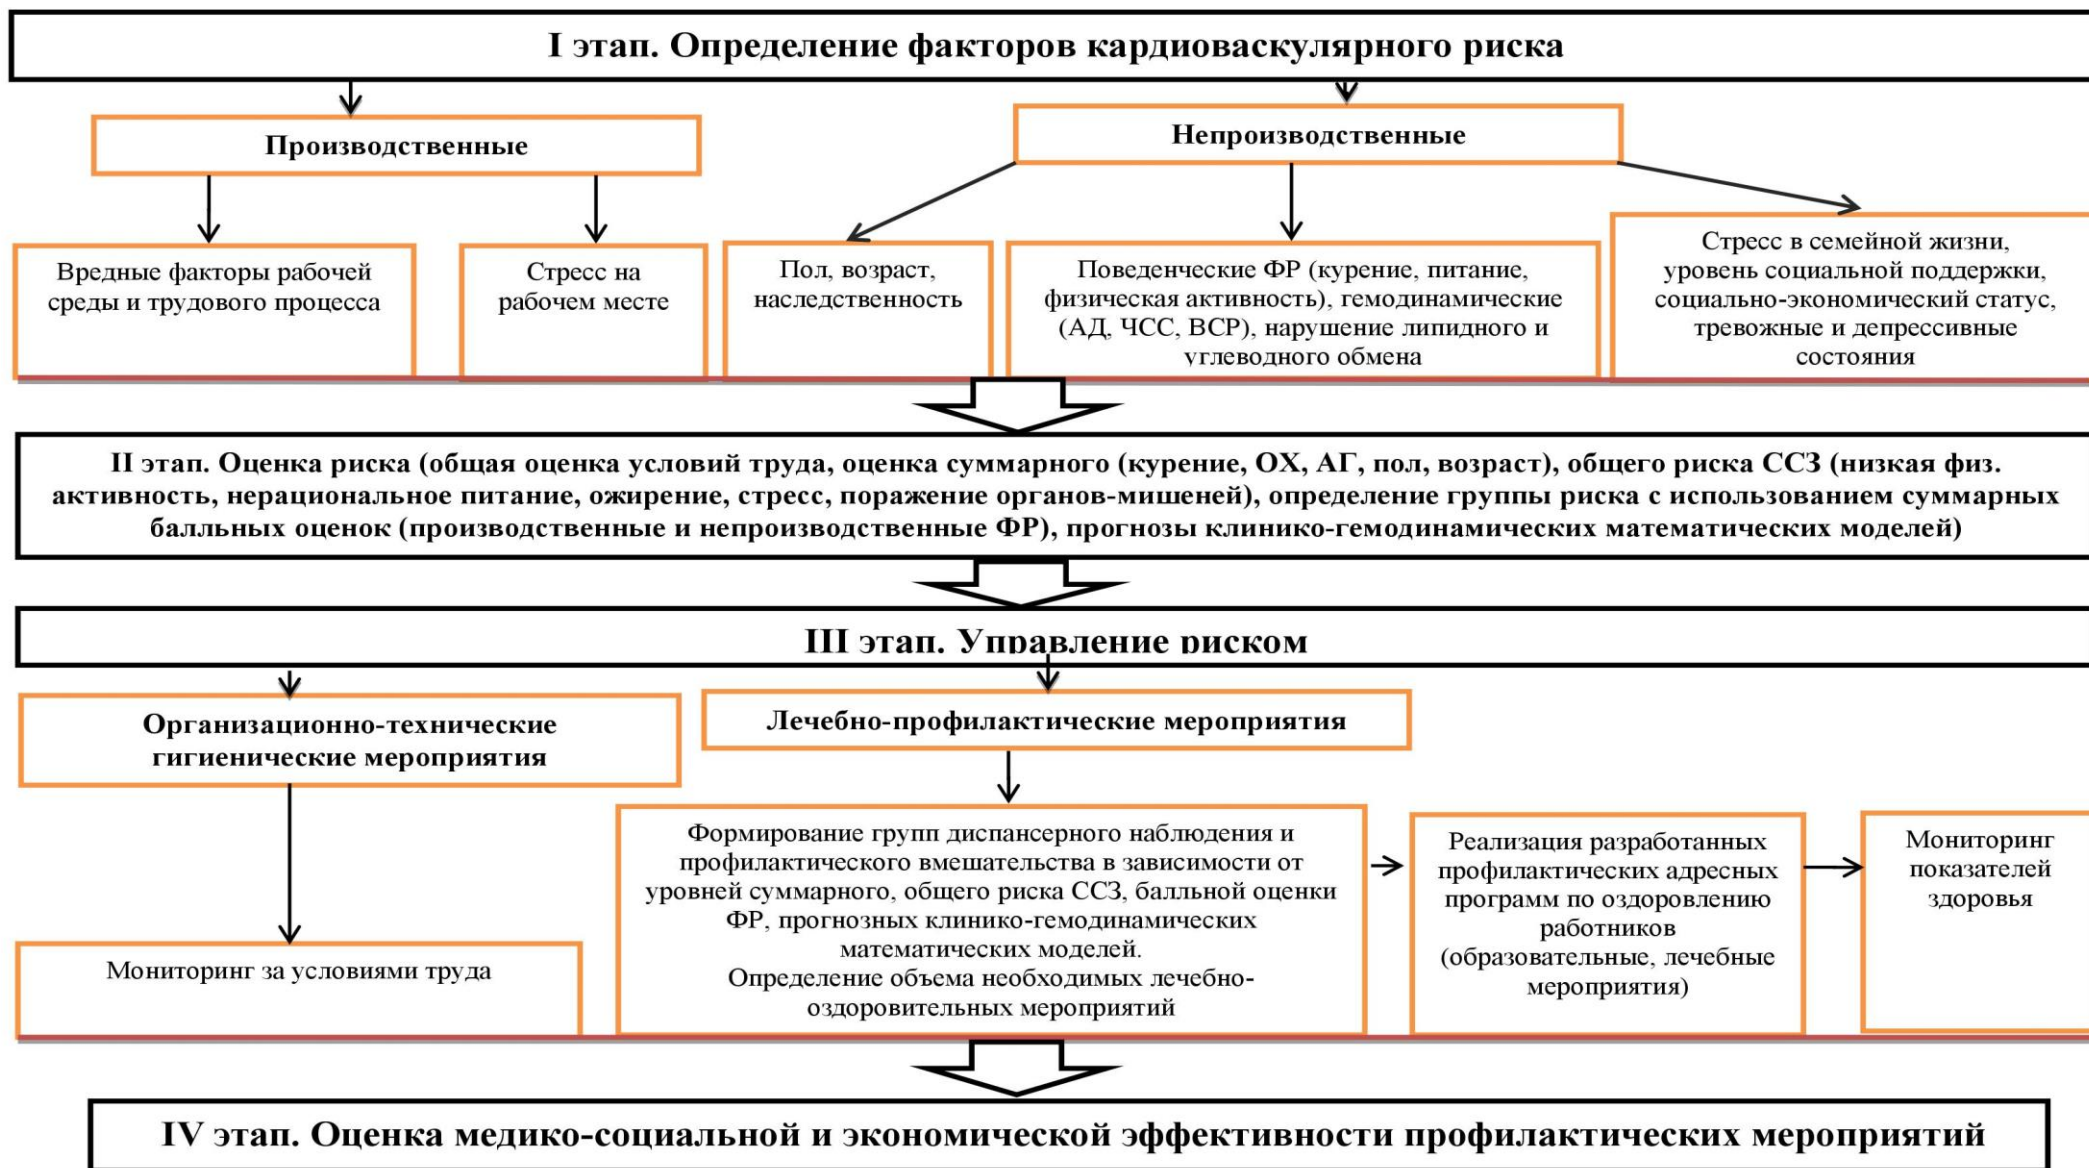 I этап. Определение факторов кардиоваскулярного риска
Производственные
Непроизводственные
Вредные факторы рабочей
среды и трудового процесса
Стресс на
рабочем месте
Пол, возраст,
наследственность
Поведенческие ФР (курение, питание,
физическая активность), гемодинамические
(АД, ЧСС, ВСР), нарушение липидного и
углеводного обмена
Стресс в семейной жизни,
уровень социальной поддержки,
социально-экономический статус,
тревожные и депрессивные
состояния
II этап. Оценка риска (общая оценка условий труда, оценка суммарного (курение, ОХ, АГ, пол, возраст), общего риска ССЗ (низкая физ.
активность, нерациональное питание, ожирение, стресс, поражение органов-мишеней), определение группы риска с использованием суммарных
балльных оценок (производственные и непроизводственные ФР), прогнозы клинико-гемодинамических математических моделей)
III этап. Управление риском
Организационно-технические
гигиенические мероприятия
Лечебно-профилактические мероприятия
Мониторинг за условиями труда
Формирование групп диспансерного наблюдения и
профилактического вмешательства в зависимости от
уровней суммарного, общего риска ССЗ, балльной оценки
ФР, прогнозных клинико-гемодинамических
математических моделей.
Определение объема необходимых лечебно-
оздоровительных мероприятий
Реализация разработанных
профилактических адресных
программ по оздоровлению
работников
(образовательные, лечебные
мероприятия)
Мониторинг
показателей
здоровья
IV этап. Оценка медико-социальной и экономической эффективности профилактических мероприятий